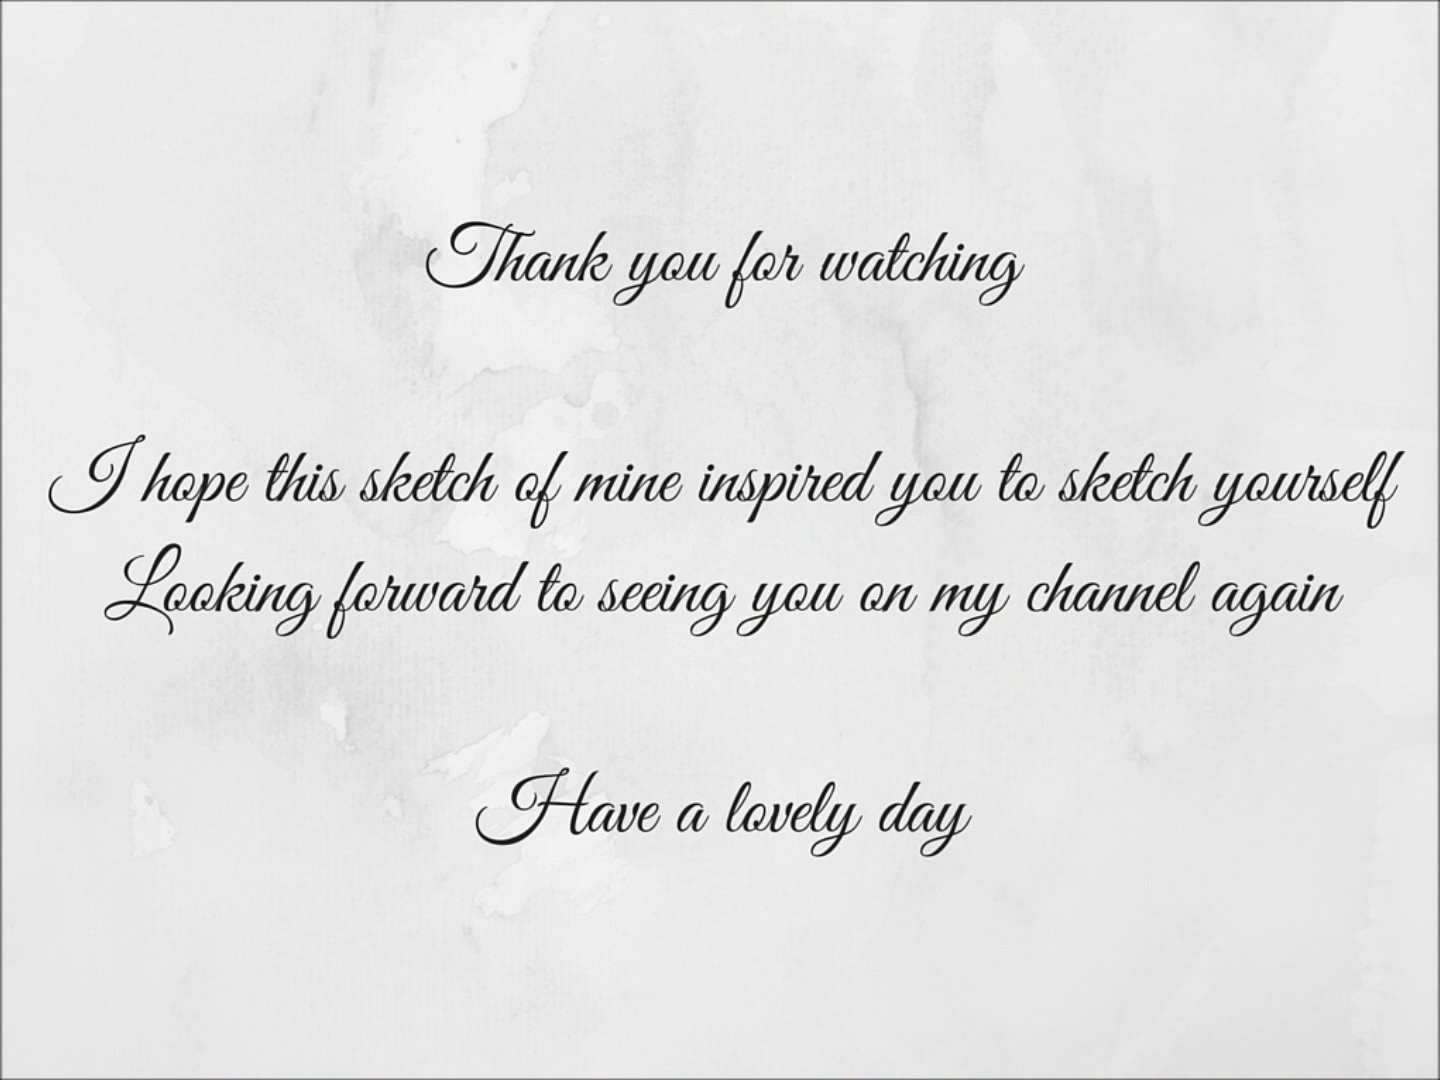 Thank you for watching
I hope this sketch of mine inspired you to sketch yourself
Looking forward to seeing you on my channel again
Have a lovely day